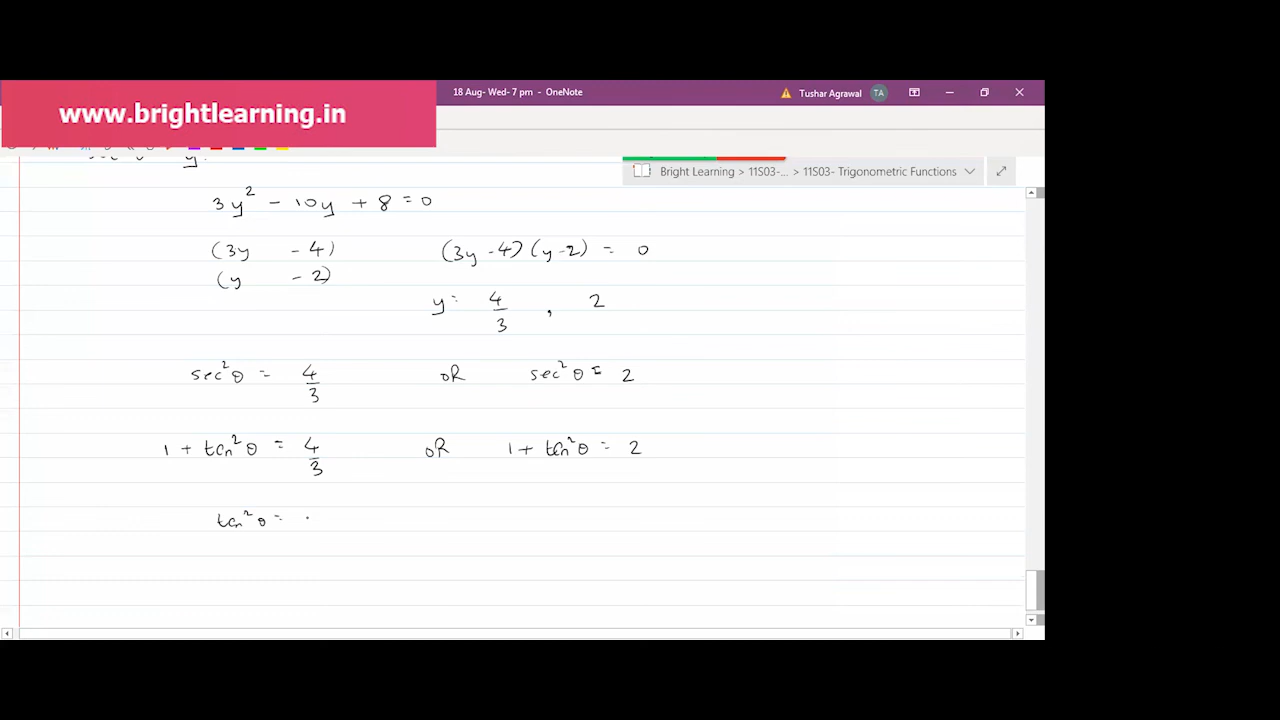 18 Aug- Wed- 7 pm - OneNote
Tushar Agrawal TA
www.brightlearning.in
Bright Learning > 11S03-... > 11S03- Trigonometric Functions
3y² - 10y + 8 = 0
(3y - 4) (3y - 4)(y - 2) = 0
(y - 2)
y = 4/3 , 2
sec²θ = 4/3 OR sec²θ = 2
1 + tan²θ = 4/3 OR 1 + tan²θ = 2
tan²θ =